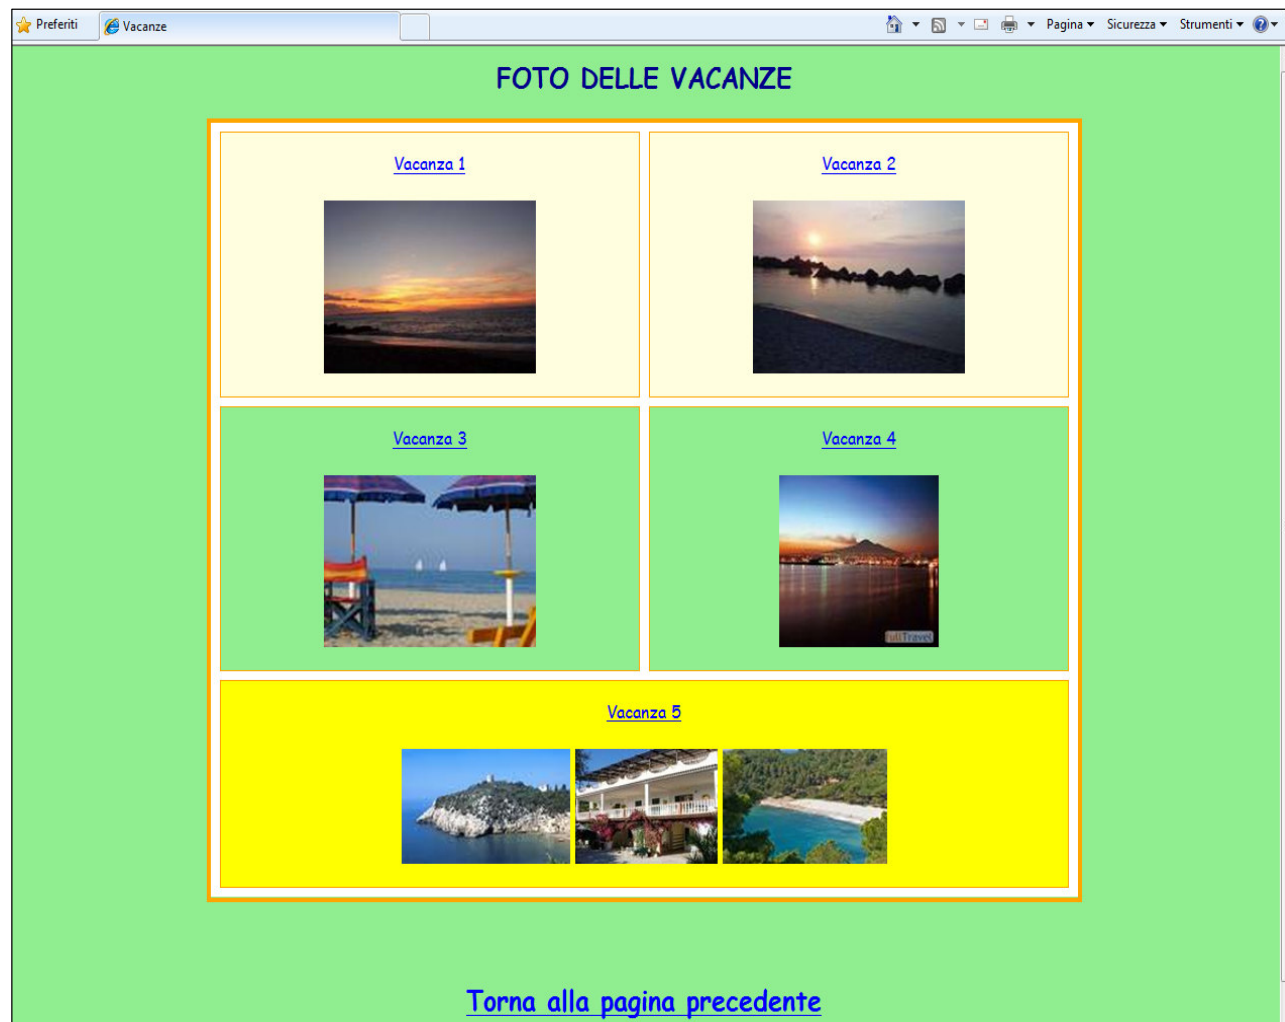 Preferiti
Vacanze
Pagina
Sicurezza
Strumenti
FOTO DELLE VACANZE
Vacanza 1
Vacanza 2
Vacanza 3
Vacanza 4
fullTravel
Vacanza 5
Torna alla pagina precedente